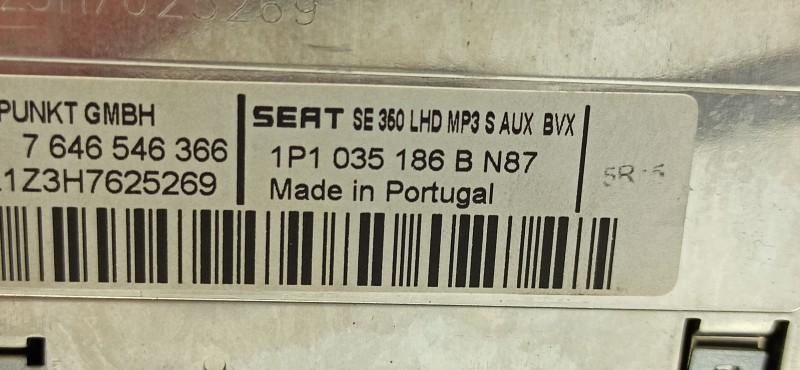 PUNKT GMBH
7 646 546 366
1Z3H7625269
SEAT SE 350 LHD MP3 S AUX BVX
1P1 035 186 B N87
Made in Portugal